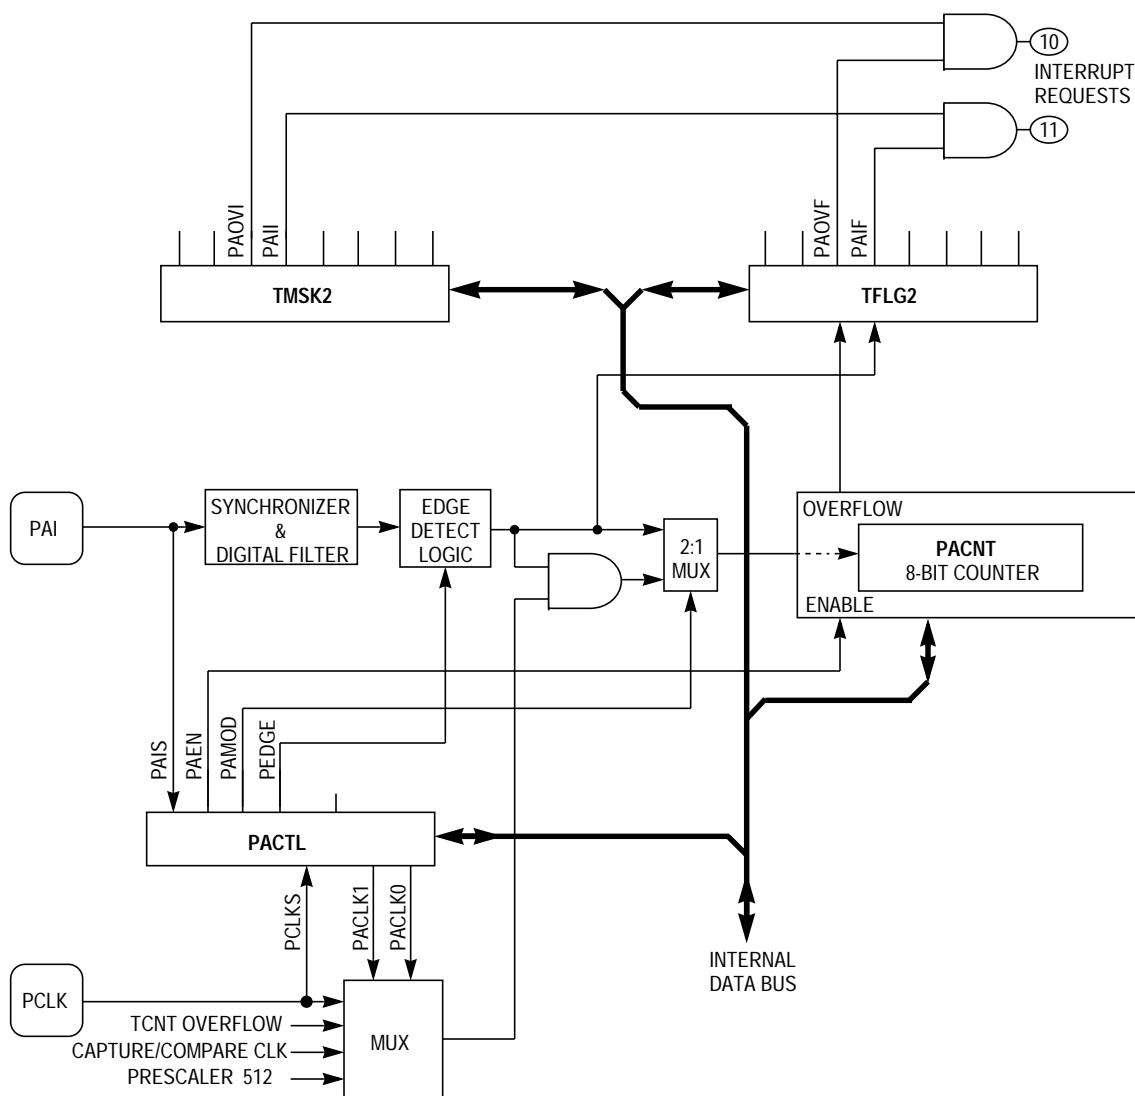 10
INTERRUPT
REQUESTS
11
PAOVI
PAII
PAOVF
PAIF
TMSK2
TFLG2
PAI
SYNCHRONIZER
&
DIGITAL FILTER
EDGE
DETECT
LOGIC
2:1
MUX
OVERFLOW
PACNT
8-BIT COUNTER
ENABLE
PAIS
PAEN
PAMOD
PEDGE
PACTL
PCLKS
PACLK1
PACLK0
INTERNAL
DATA BUS
PCLK
TCNT OVERFLOW
CAPTURE/COMPARE CLK
PRESCALER 512
MUX